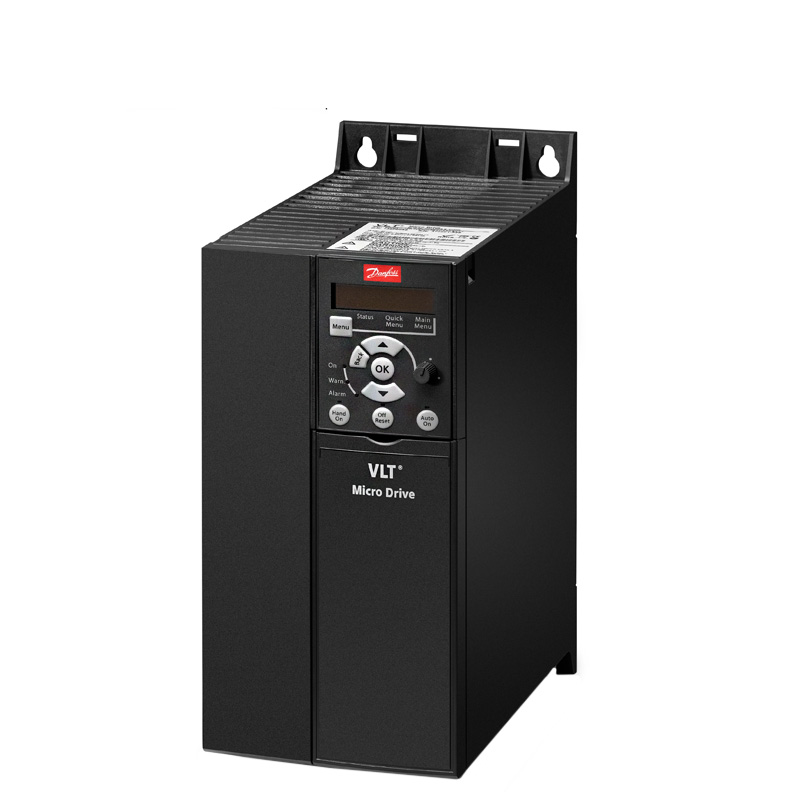 VLT
Danfoss
Status
Quick
Menu
Main
Menu
Menu
Back
OK
On
Warn.
Alarm
Hand
On
Off
Reset
Auto
On
VLT®
Micro Drive